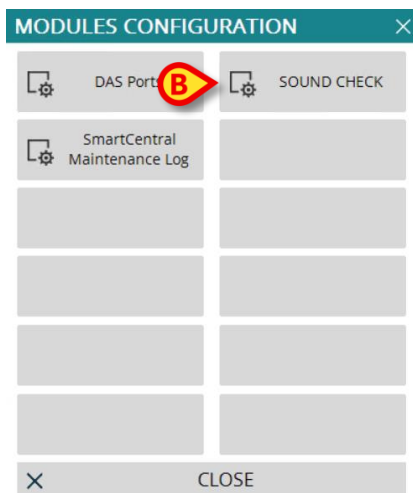 MODULES CONFIGURATION
DAS Ports
B
SOUND CHECK
SmartCentral
Maintenance Log
CLOSE